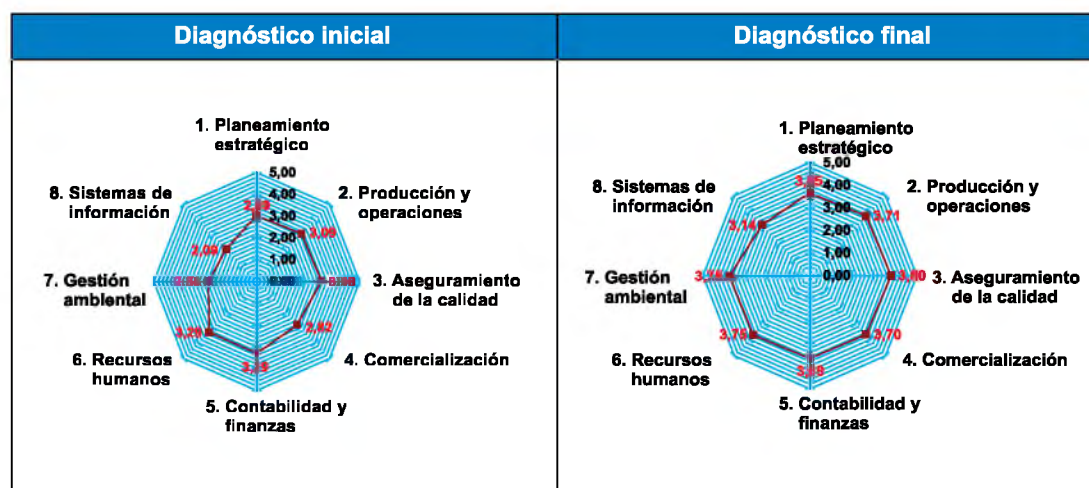 Diagnóstico inicial
Diagnóstico final
1. Planeamiento
estratégico
5,00
4,00
3,00
2,00
1,00
0,00
2. Producción y
operaciones
3,09
3. Aseguramiento
de la calidad
4. Comercialización
2,82
5. Contabilidad y
finanzas
6. Recursos
humanos
3,29
7. Gestión
ambiental
8. Sistemas de
información
2,09
1. Planeamiento
estratégico
5,00
4,00
3,00
2,00
1,00
0,00
2. Producción y
operaciones
3,71
3. Aseguramiento
de la calidad
4. Comercialización
3,70
5. Contabilidad y
finanzas
6. Recursos
humanos
3,75
7. Gestión
ambiental
8. Sistemas de
información
3,14